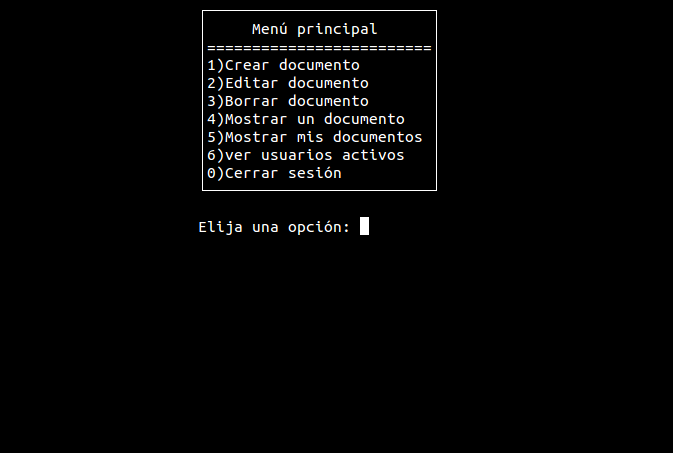 Menú principal
=========================
1)Crear documento
2)Editar documento
3)Borrar documento
4)Mostrar un documento
5)Mostrar mis documentos
6)ver usuarios activos
0)Cerrar sesión
Elija una opción: